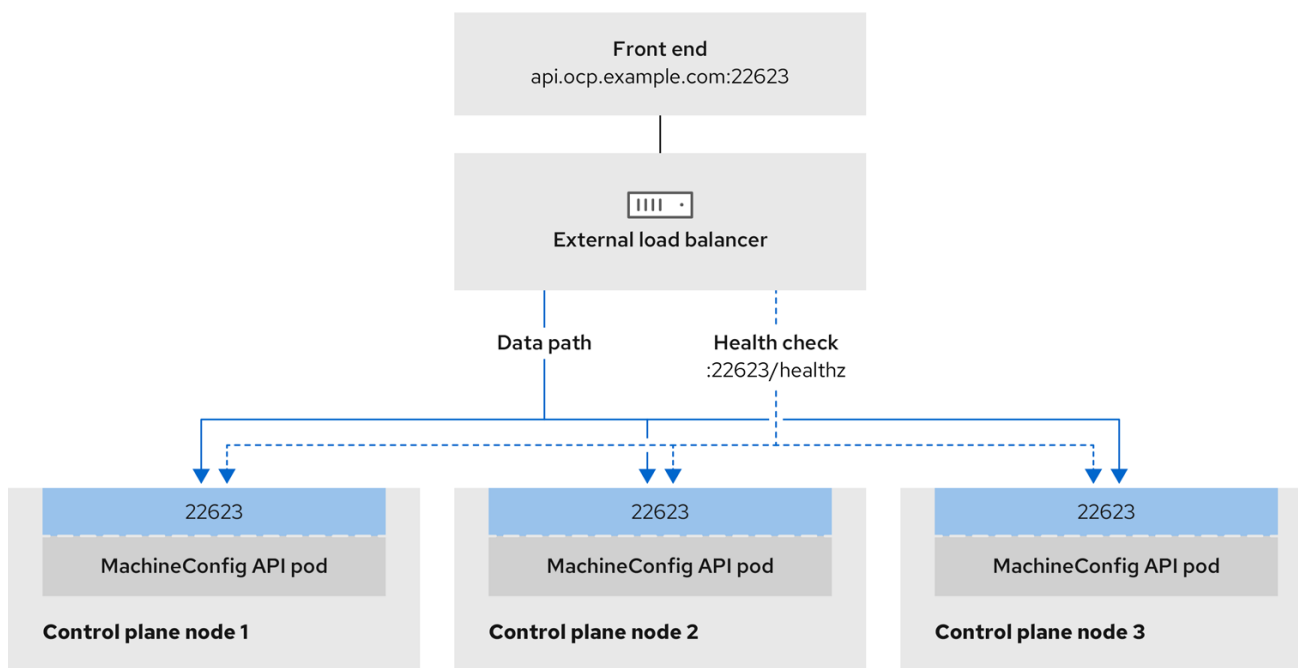 Front end
api.ocp.example.com:22623
External load balancer
Data path
Health check
:22623/healthz
22623
MachineConfig API pod
Control plane node 1
22623
MachineConfig API pod
Control plane node 2
22623
MachineConfig API pod
Control plane node 3